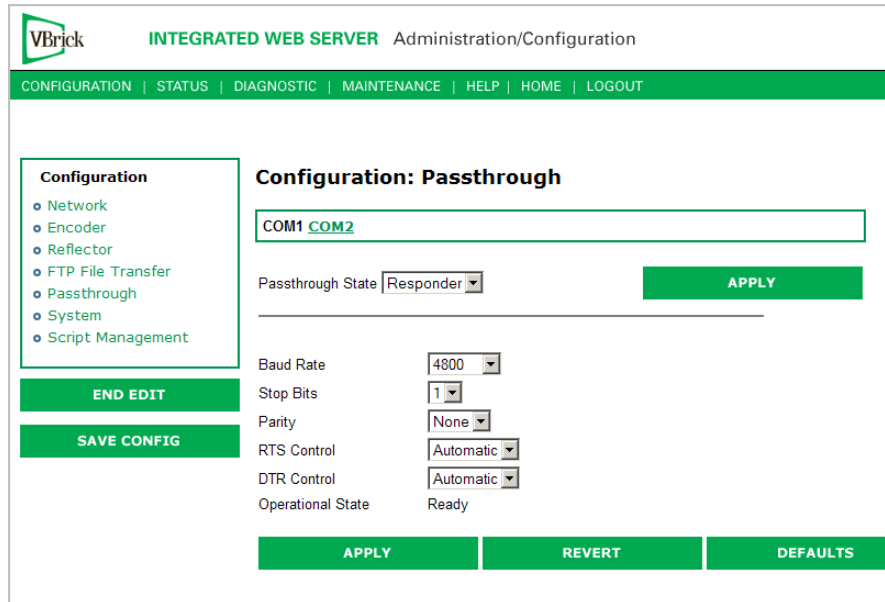 VBrick
INTEGRATED WEB SERVER Administration/Configuration
CONFIGURATION | STATUS | DIAGNOSTIC | MAINTENANCE | HELP | HOME | LOGOUT
Configuration
Network
Encoder
Reflector
FTP File Transfer
Passthrough
System
Script Management
END EDIT
SAVE CONFIG
Configuration: Passthrough
COM1 COM2
Passthrough State Responder
APPLY
Baud Rate 4800
Stop Bits 1
Parity None
RTS Control Automatic
DTR Control Automatic
Operational State Ready
APPLY REVERT DEFAULTS